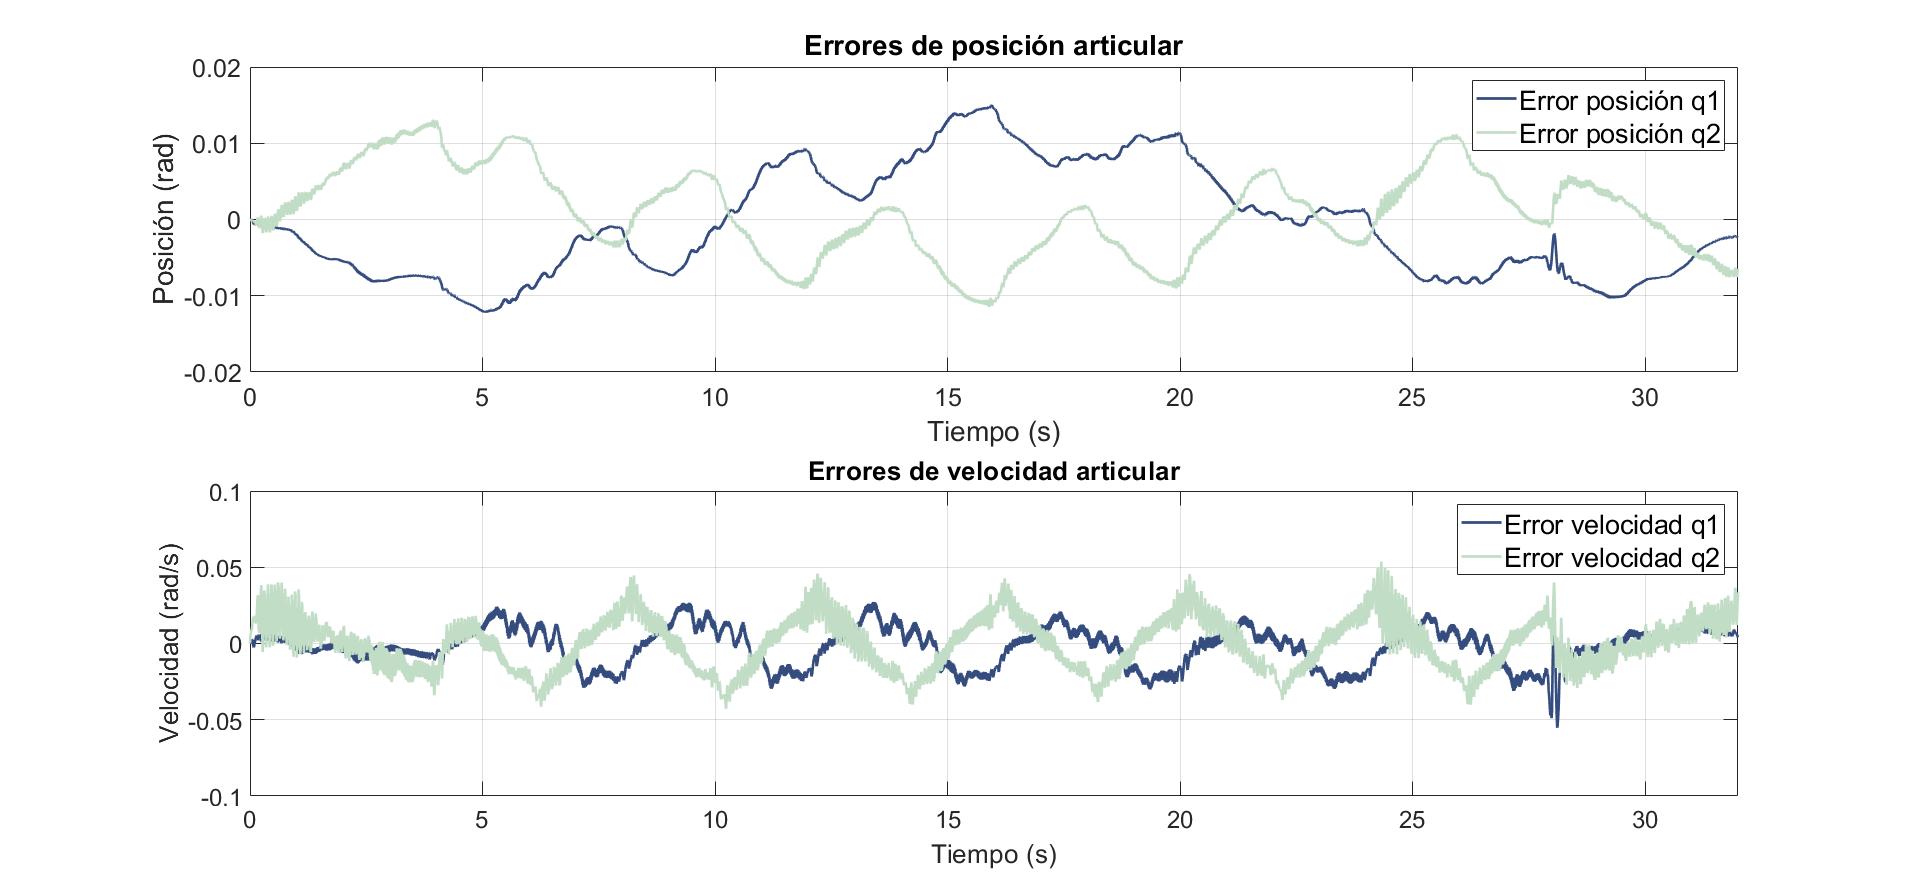 Errores de posición articular
0.02
0.01
0
-0.01
-0.02
Posición (rad)
Error posición q1
Error posición q2
0 5 10 15 20 25 30
Tiempo (s)
Errores de velocidad articular
0.1
0.05
0
-0.05
-0.1
Velocidad (rad/s)
Error velocidad q1
Error velocidad q2
0 5 10 15 20 25 30
Tiempo (s)